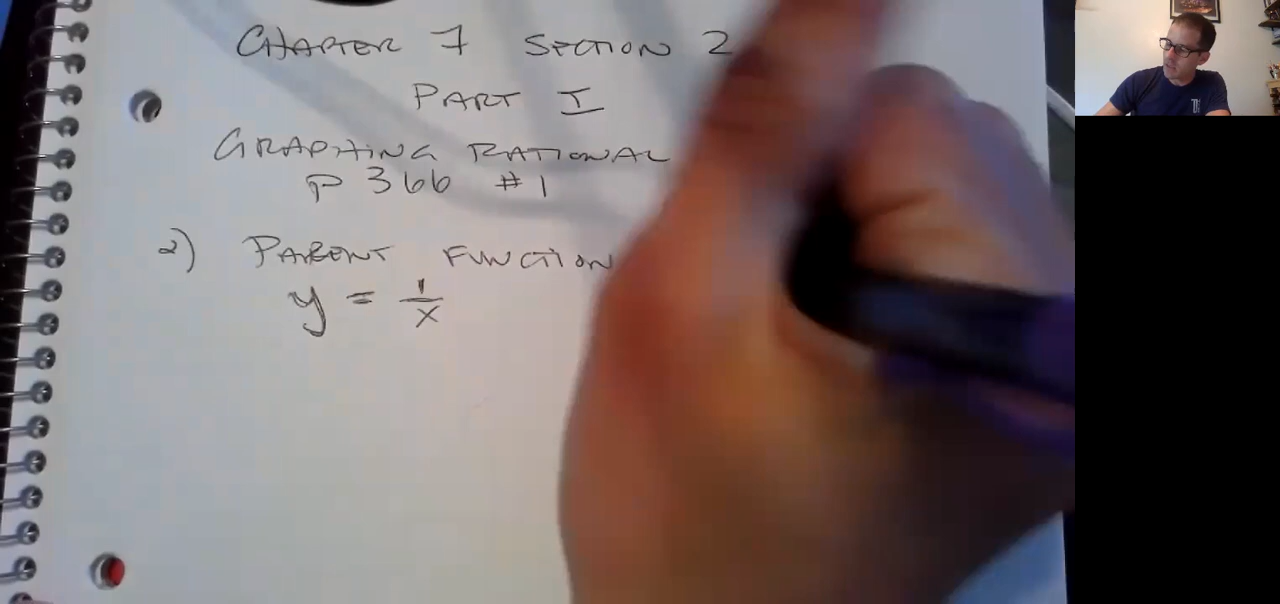 CHAPTER 7 SECTION 2
PART I
GRAPHING RATIONAL
P 366 #1
2) PARENT FUNCTION
y = 1/x